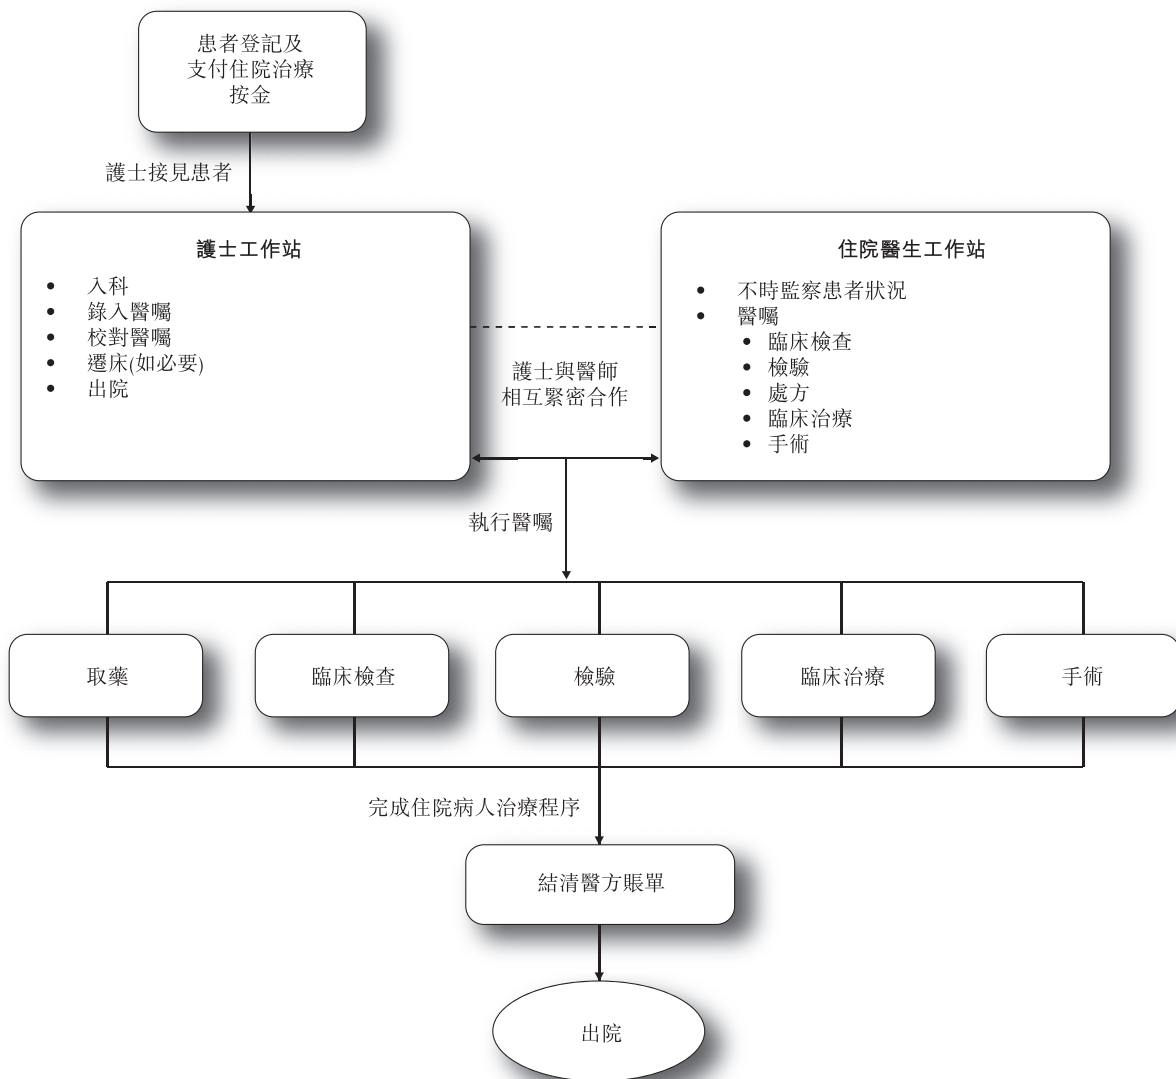 患者登記及
支付住院治療
按金
護士接見患者
護士工作站
• 入科
• 錄入醫囑
• 校對醫囑
• 遷床(如必要)
• 出院
住院醫生工作站
• 不時監察患者狀況
• 醫囑
• 臨床檢查
• 檢驗
• 處方
• 臨床治療
• 手術
護士與醫師
相互緊密合作
執行醫囑
取藥
臨床檢查
檢驗
臨床治療
手術
完成住院病人治療程序
結清醫方賬單
出院